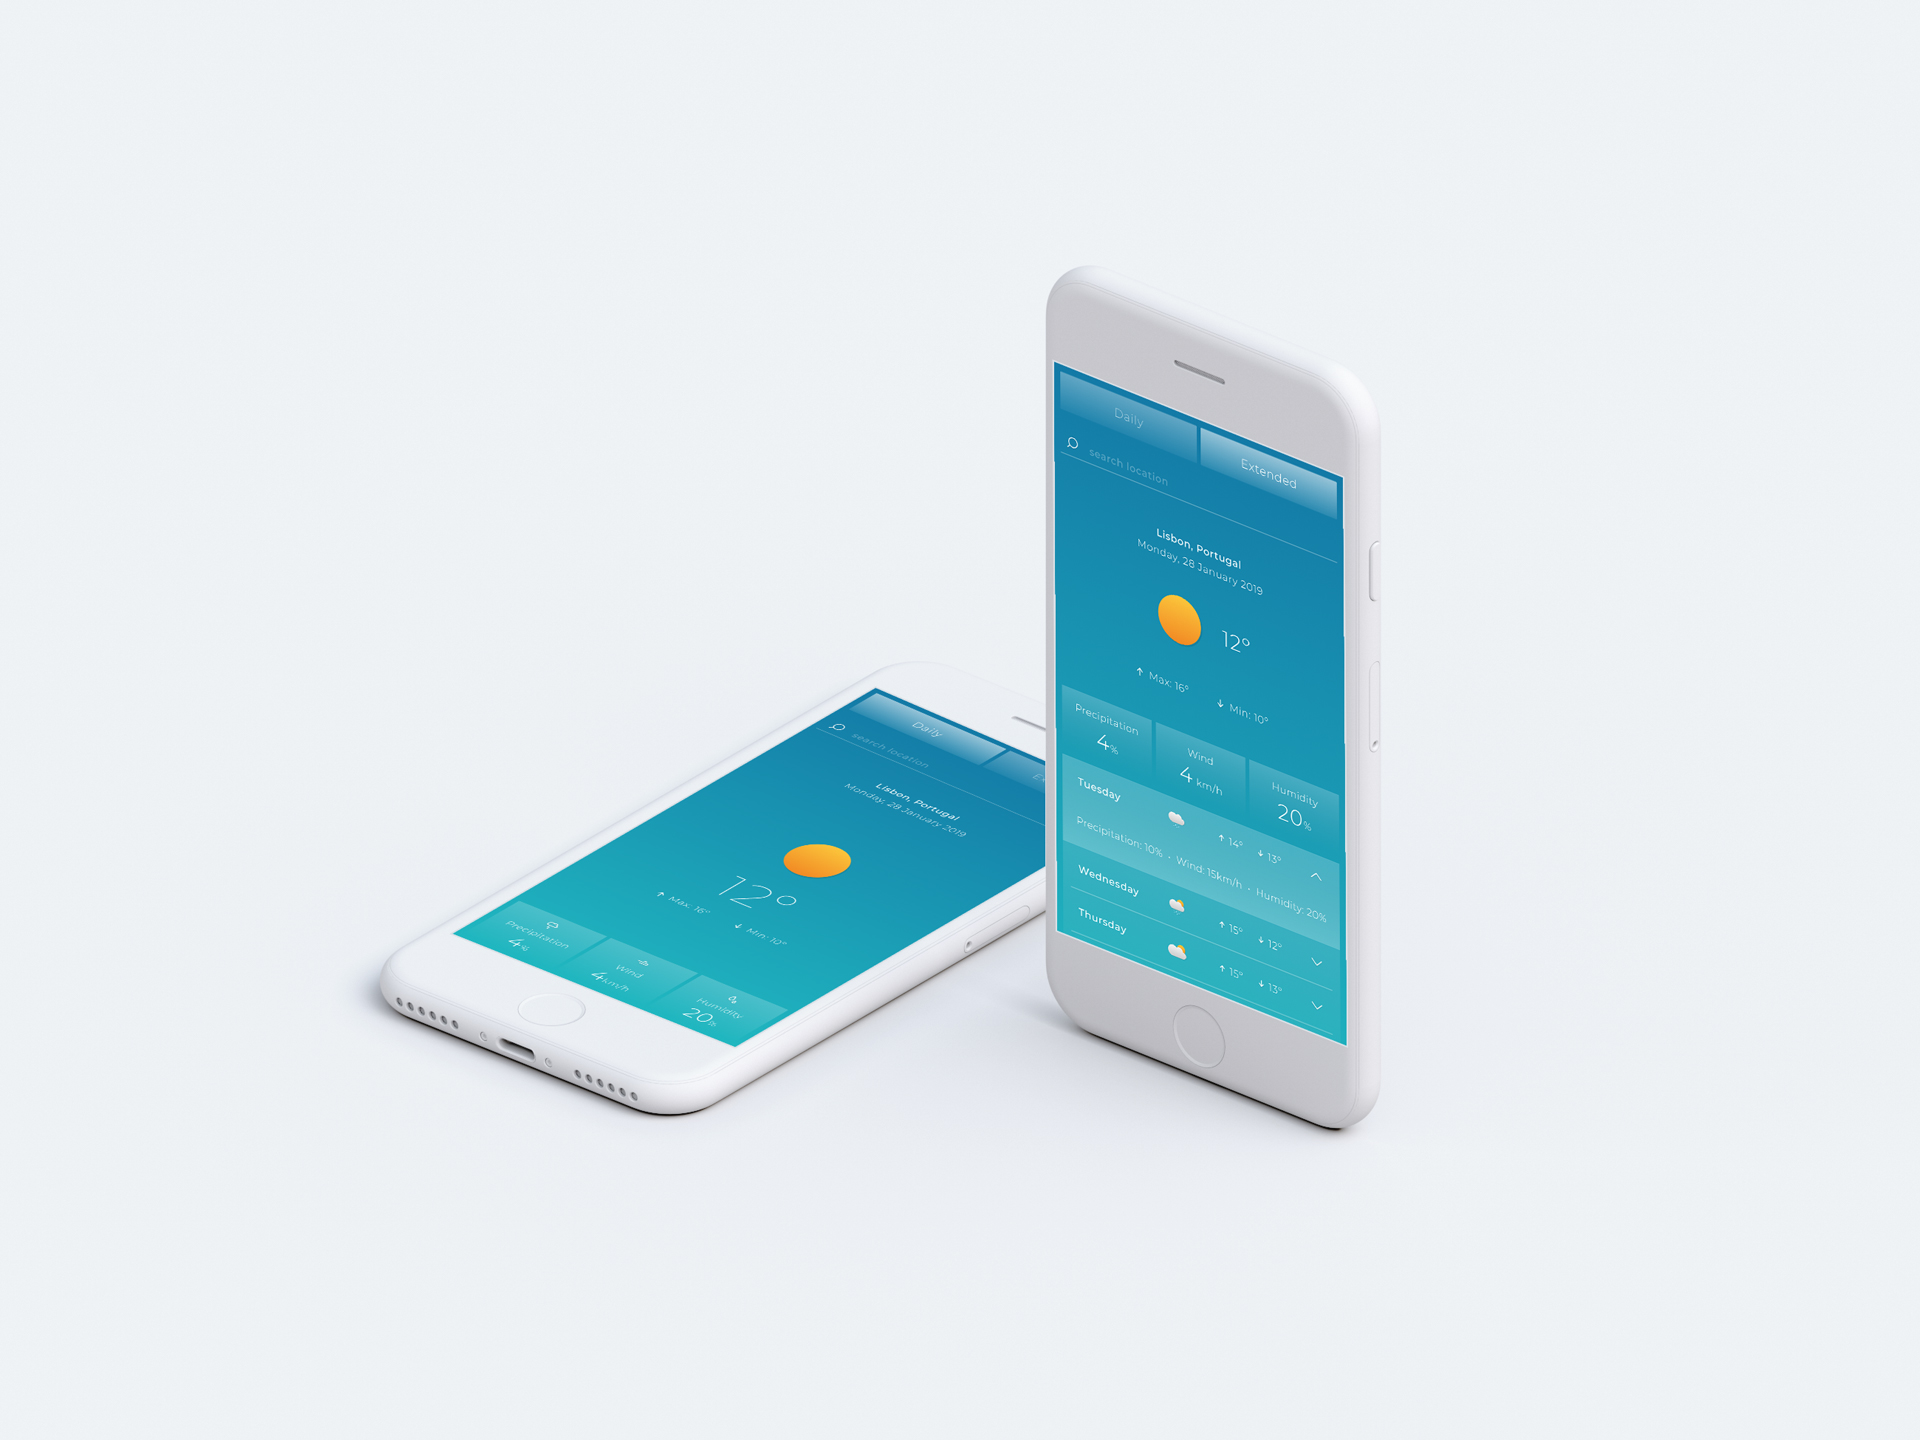 Daily
search location
Lisbon, Portugal
Monday, 28 January 2019
12°
↑ Max: 16° ↓ Min: 10°
Precipitation
4%
Wind
4 km/h
Humidity
20%
Daily Extended
search location
Lisbon, Portugal
Monday, 28 January 2019
12°
↑ Max: 16° ↓ Min: 10°
Precipitation
4%
Wind
4 km/h
Humidity
20%
Tuesday ↑ 14° ↓ 13°
Precipitation: 10% • Wind: 15km/h • Humidity: 20%
Wednesday ↑ 15° ↓ 12°
Thursday ↑ 15° ↓ 13°